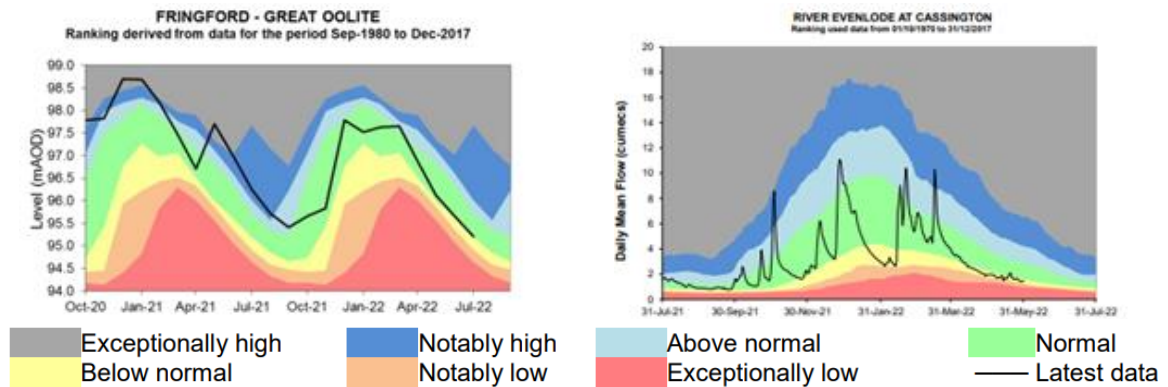 FRINGFORD - GREAT OOLITE
Ranking derived from data for the period Sep-1980 to Dec-2017
Level (mAOD)
99.0
98.5
98.0
97.5
97.0
96.5
96.0
95.5
95.0
94.5
94.0
Oct-20 Jan-21 Apr-21 Jul-21 Oct-21 Jan-22 Apr-22 Jul-22
RIVER EVENLODE AT CASSINGTON
Ranking used data from 01/10/1970 to 31/12/2017
Daily Mean Flow (cumecs)
20
18
16
14
12
10
8
6
4
2
0
31-Jul-21 30-Sep-21 30-Nov-21 31-Jan-22 31-Mar-22 31-May-22 31-Jul-22
Exceptionally high Notably high Above normal Normal
Below normal Notably low Exceptionally low Latest data